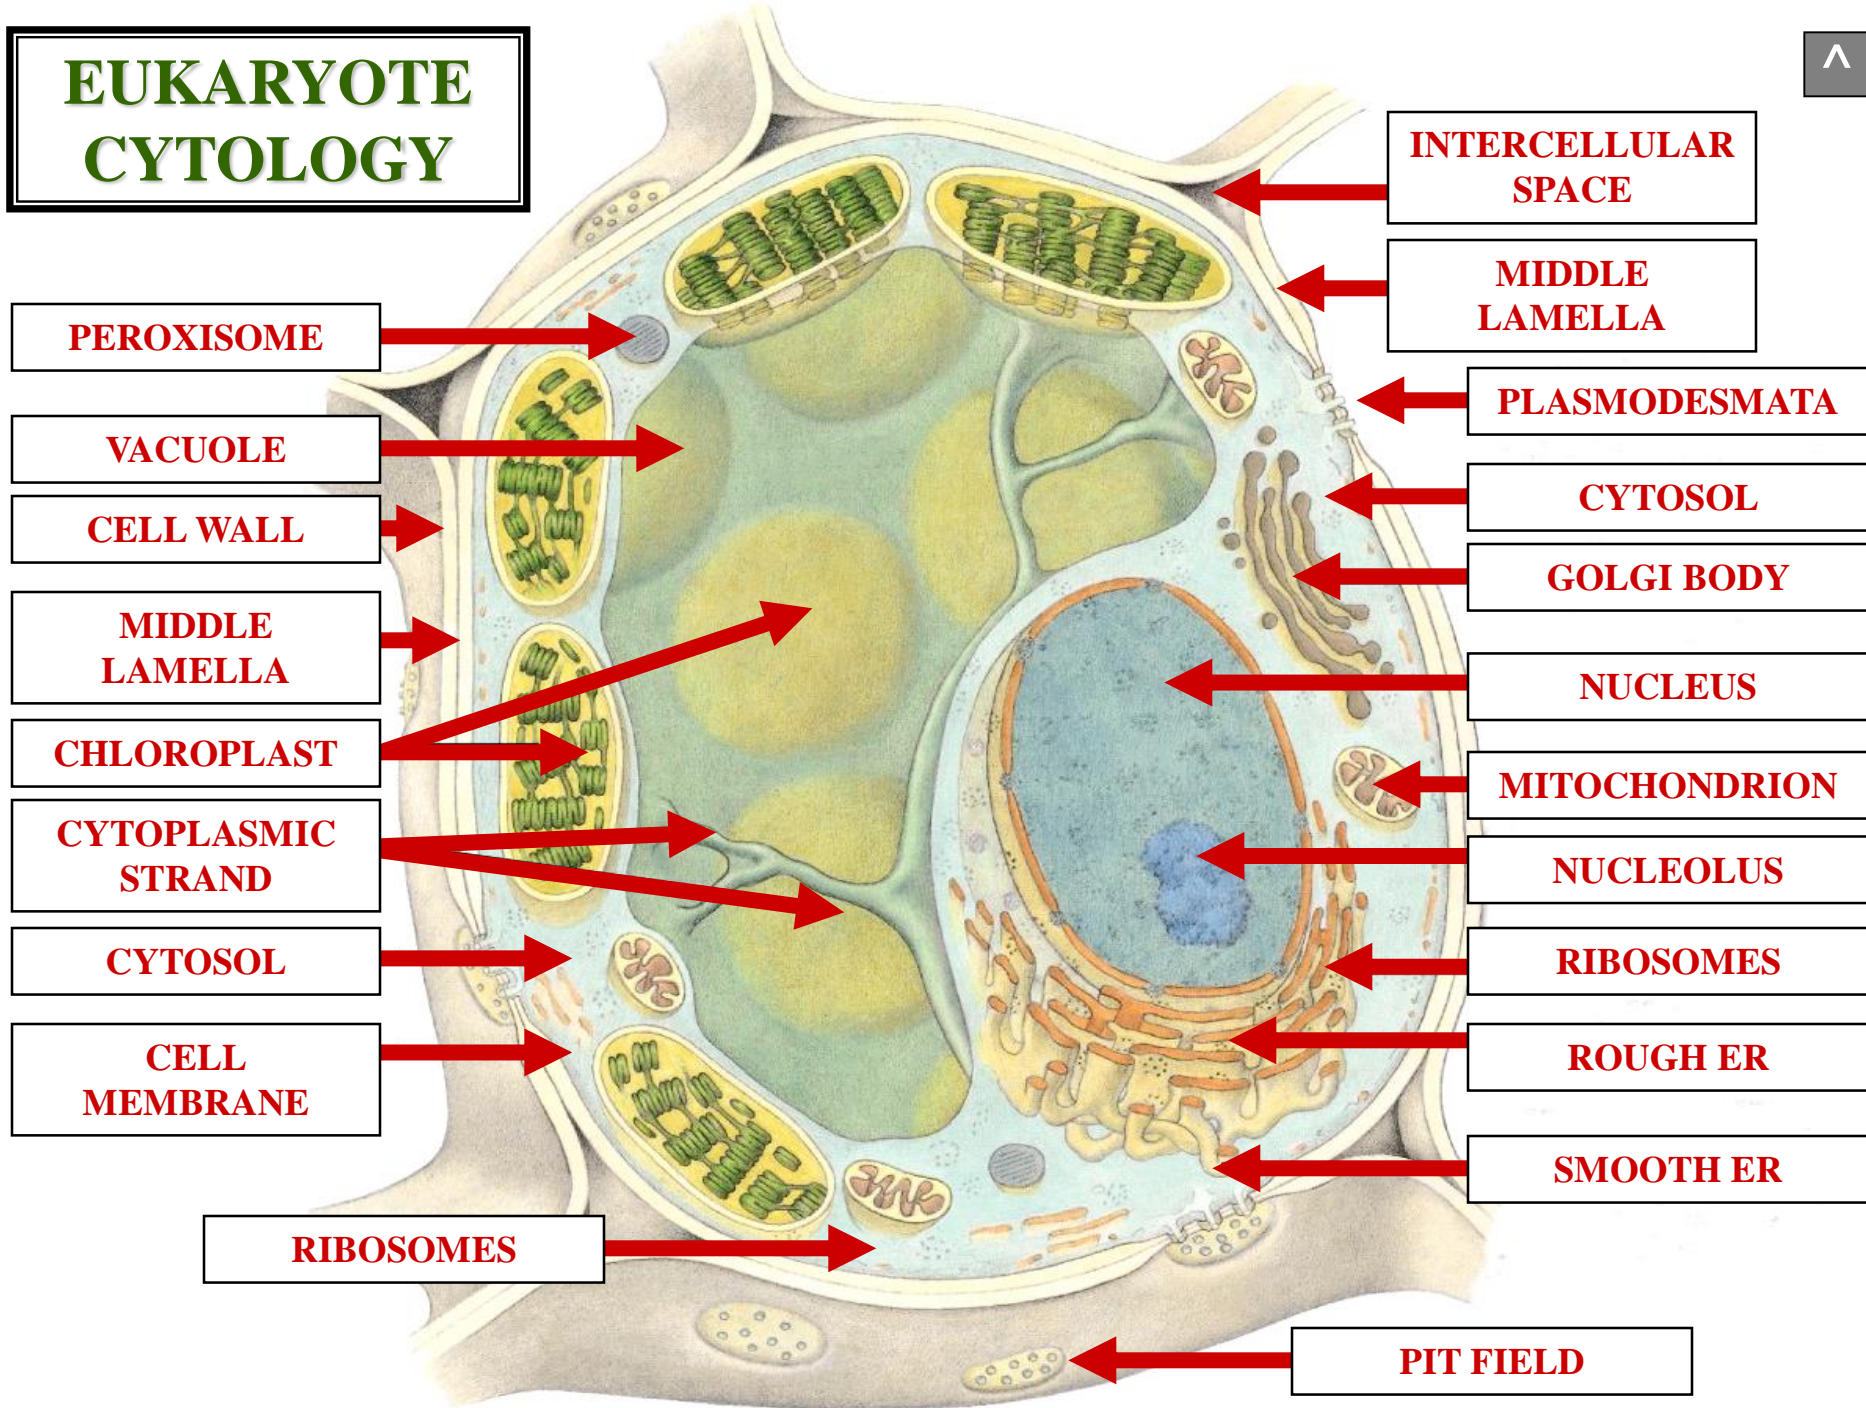 EUKARYOTE
CYTOLOGY
^
PEROXISOME
VACUOLE
CELL WALL
MIDDLE
LAMELLA
CHLOROPLAST
CYTOPLASMIC
STRAND
CYTOSOL
CELL
MEMBRANE
RIBOSOMES
INTERCELLULAR
SPACE
MIDDLE
LAMELLA
PLASMODESMATA
CYTOSOL
GOLGI BODY
NUCLEUS
MITOCHONDRION
NUCLEOLUS
RIBOSOMES
ROUGH ER
SMOOTH ER
PIT FIELD